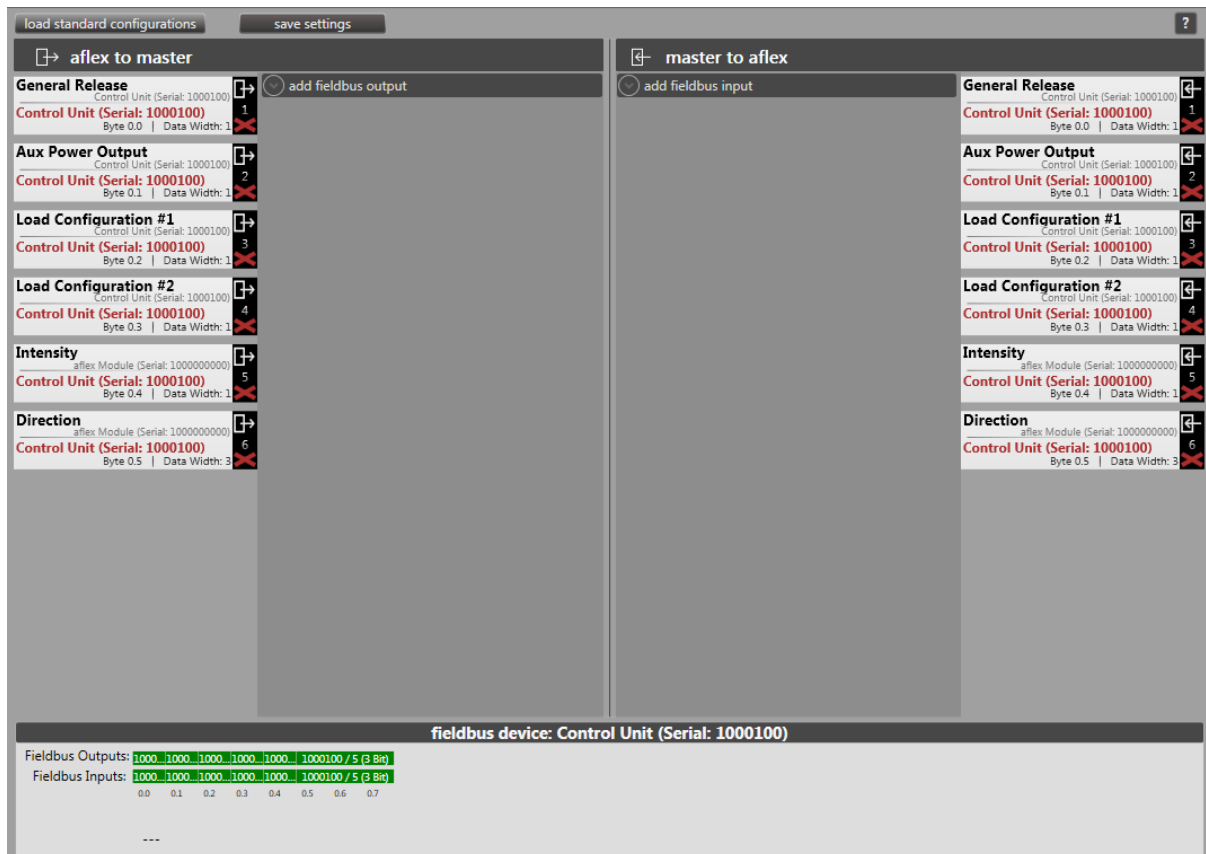 load standard configurations
save settings
?
aflex to master
General Release
Control Unit (Serial: 1000100)
Control Unit (Serial: 1000100)
Byte 0.0 | Data Width: 1
1
Aux Power Output
Control Unit (Serial: 1000100)
Control Unit (Serial: 1000100)
Byte 0.1 | Data Width: 1
2
Load Configuration #1
Control Unit (Serial: 1000100)
Control Unit (Serial: 1000100)
Byte 0.2 | Data Width: 1
3
Load Configuration #2
Control Unit (Serial: 1000100)
Control Unit (Serial: 1000100)
Byte 0.3 | Data Width: 1
4
Intensity
aflex Module (Serial: 1000000000)
Control Unit (Serial: 1000100)
Byte 0.4 | Data Width: 1
5
Direction
aflex Module (Serial: 1000000000)
Control Unit (Serial: 1000100)
Byte 0.5 | Data Width: 3
6
add fieldbus output
master to aflex
add fieldbus input
General Release
Control Unit (Serial: 1000100)
Control Unit (Serial: 1000100)
Byte 0.0 | Data Width: 1
1
Aux Power Output
Control Unit (Serial: 1000100)
Control Unit (Serial: 1000100)
Byte 0.1 | Data Width: 1
2
Load Configuration #1
Control Unit (Serial: 1000100)
Control Unit (Serial: 1000100)
Byte 0.2 | Data Width: 1
3
Load Configuration #2
Control Unit (Serial: 1000100)
Control Unit (Serial: 1000100)
Byte 0.3 | Data Width: 1
4
Intensity
aflex Module (Serial: 1000000000)
Control Unit (Serial: 1000100)
Byte 0.4 | Data Width: 1
5
Direction
aflex Module (Serial: 1000000000)
Control Unit (Serial: 1000100)
Byte 0.5 | Data Width: 3
6
fieldbus device: Control Unit (Serial: 1000100)
Fieldbus Outputs: 1000... 1000... 1000... 1000... 1000... 1000100 / 5 (3 Bit)
Fieldbus Inputs: 1000... 1000... 1000... 1000... 1000... 1000100 / 5 (3 Bit)
0.0 0.1 0.2 0.3 0.4 0.5 0.6 0.7
---